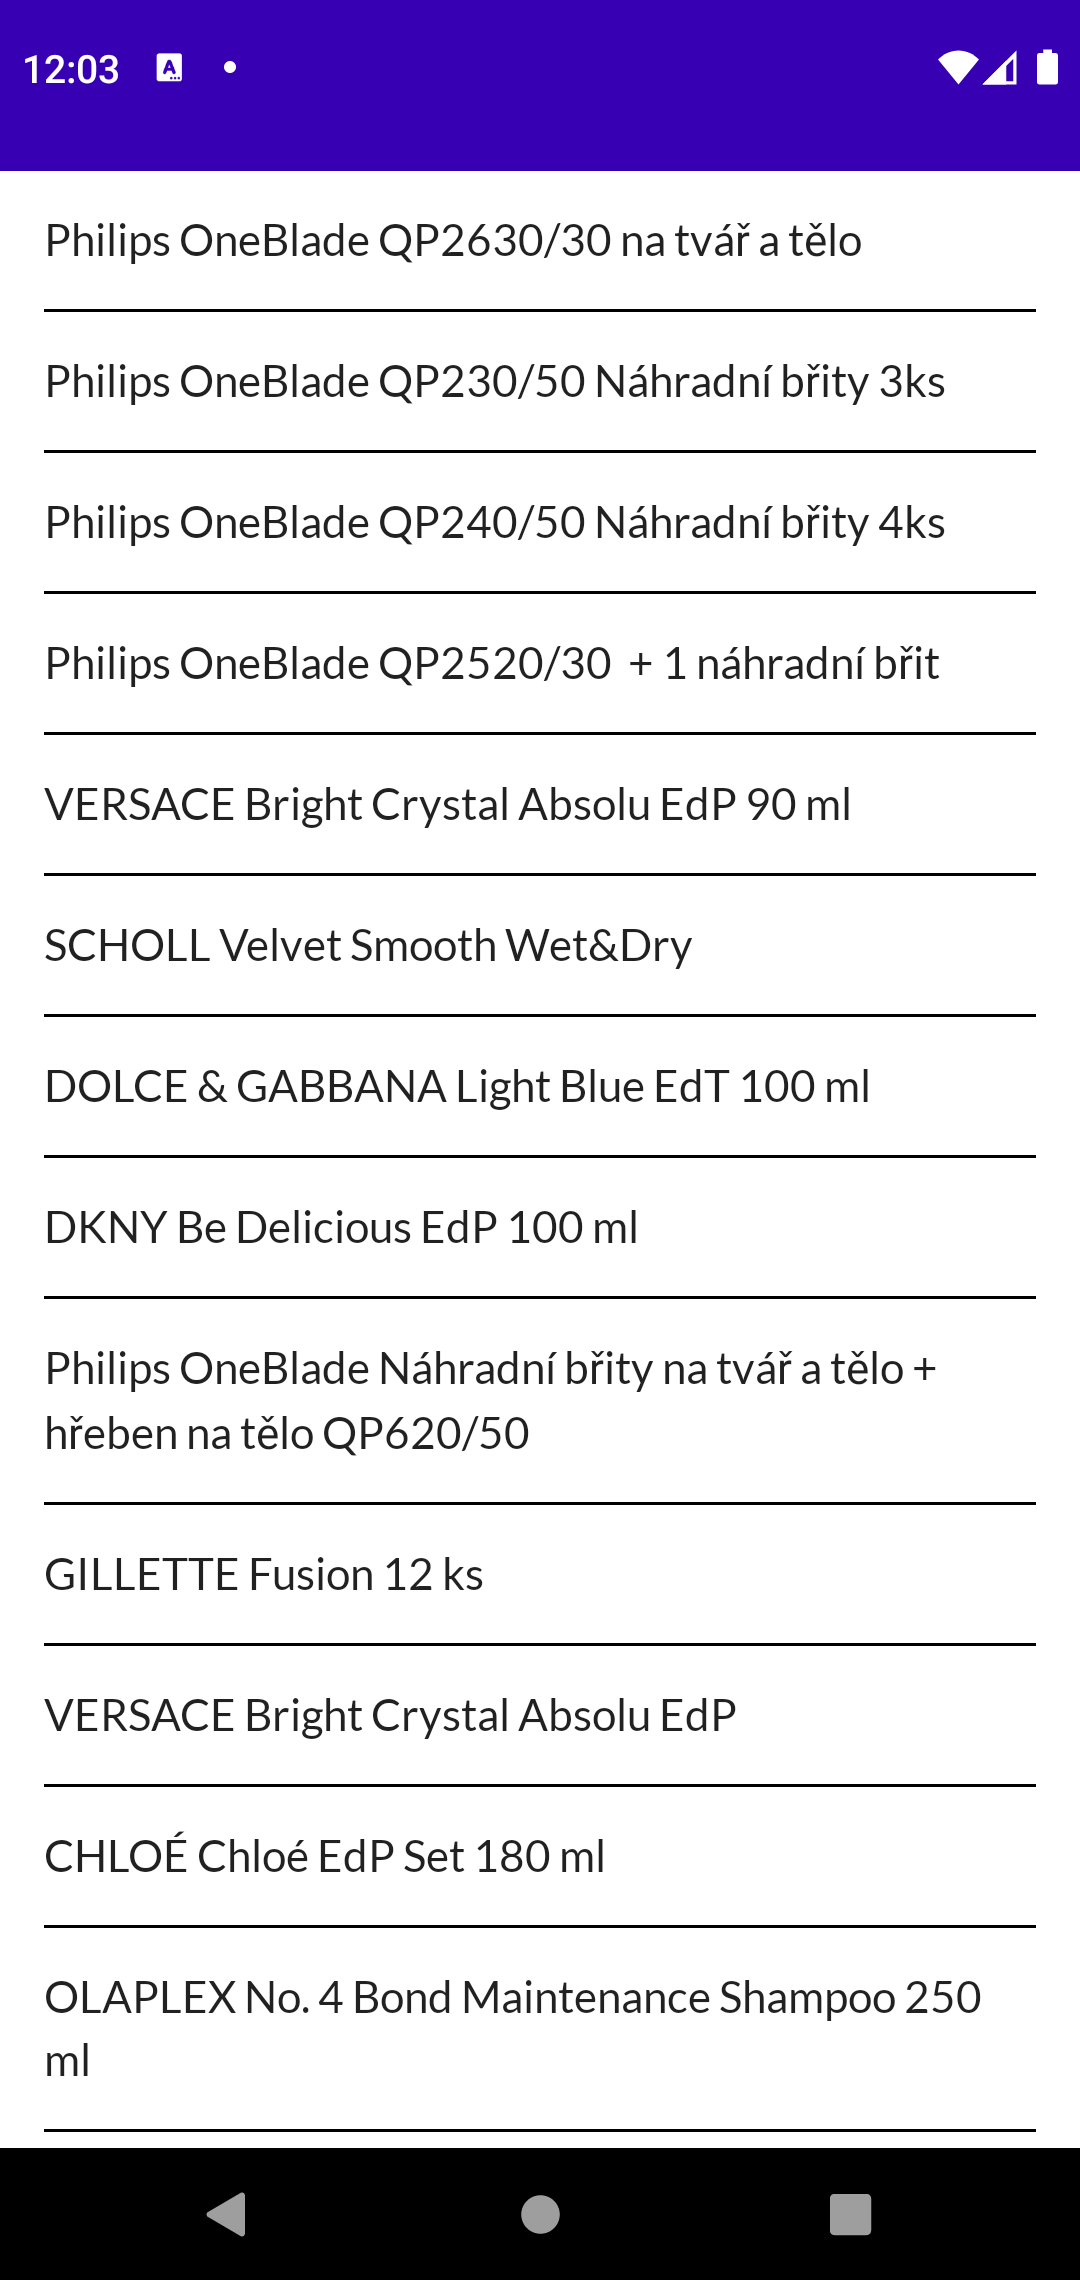 12:03
Philips OneBlade QP2630/30 na tvář a tělo
Philips OneBlade QP230/50 Náhradní břity 3ks
Philips OneBlade QP240/50 Náhradní břity 4ks
Philips OneBlade QP2520/30  + 1 náhradní břit
VERSACE Bright Crystal Absolu EdP 90 ml
SCHOLL Velvet Smooth Wet&Dry
DOLCE & GABBANA Light Blue EdT 100 ml
DKNY Be Delicious EdP 100 ml
Philips OneBlade Náhradní břity na tvář a tělo +
hřeben na tělo QP620/50
GILLETTE Fusion 12 ks
VERSACE Bright Crystal Absolu EdP
CHLOÉ Chloé EdP Set 180 ml
OLAPLEX No. 4 Bond Maintenance Shampoo 250
ml